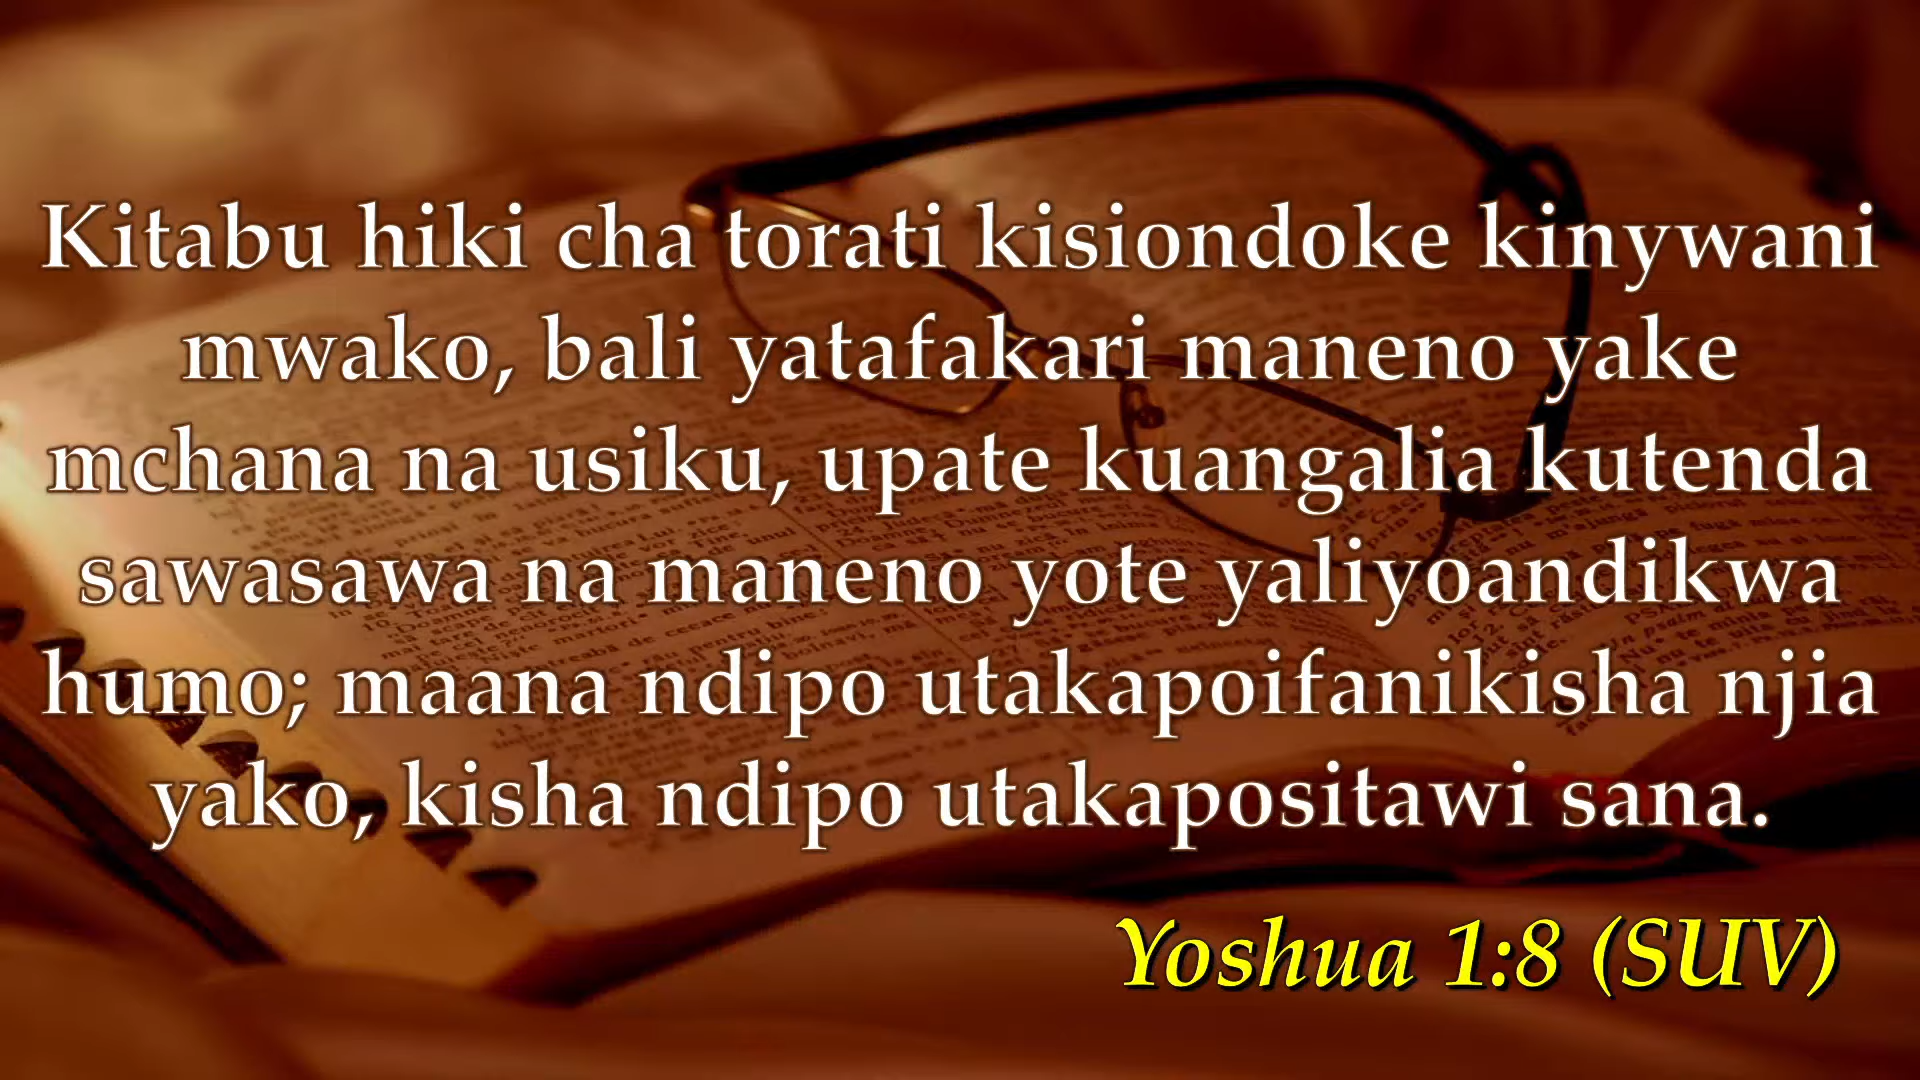 Kitabu hiki cha torati kisiondoke kinywani
mwako, bali yatafakari maneno yake
mchana na usiku, upate kuangalia kutenda
sawasawa na maneno yote yaliyoandikwa
humo; maana ndipo utakapoifanikisha njia
yako, kisha ndipo utakapositawi sana.
Yoshua 1:8 (SUV)